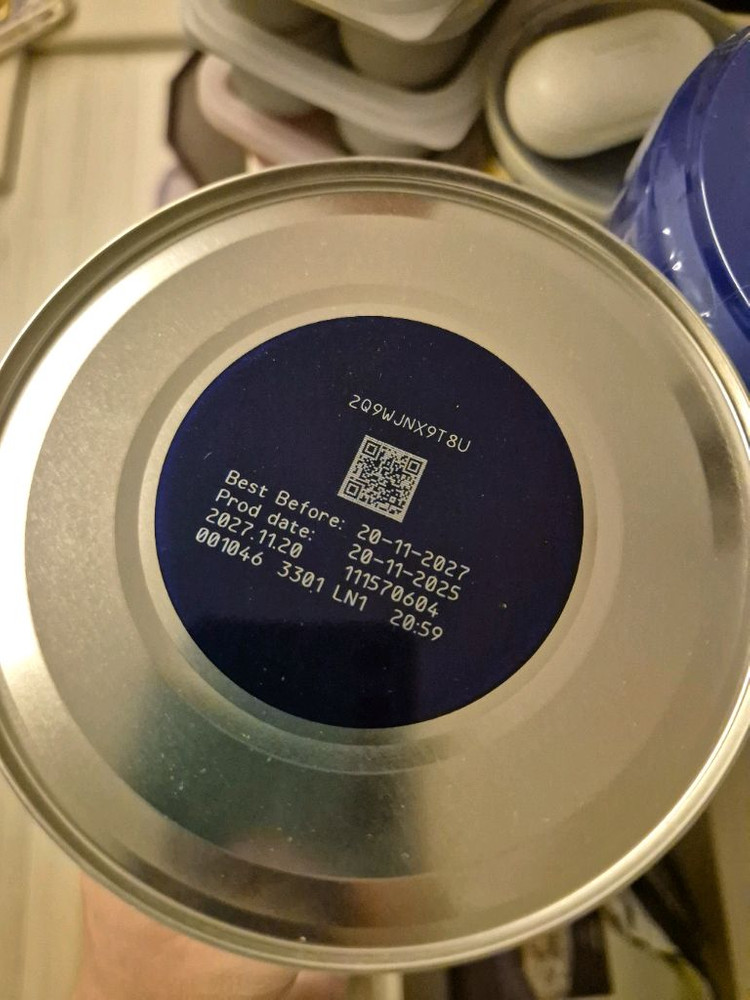 2Q9WJNX9T8U
Best Before: 20-11-2027
Prod date: 20-11-2025
2027.11.20 111570604
001046 3301 LN1 20:59